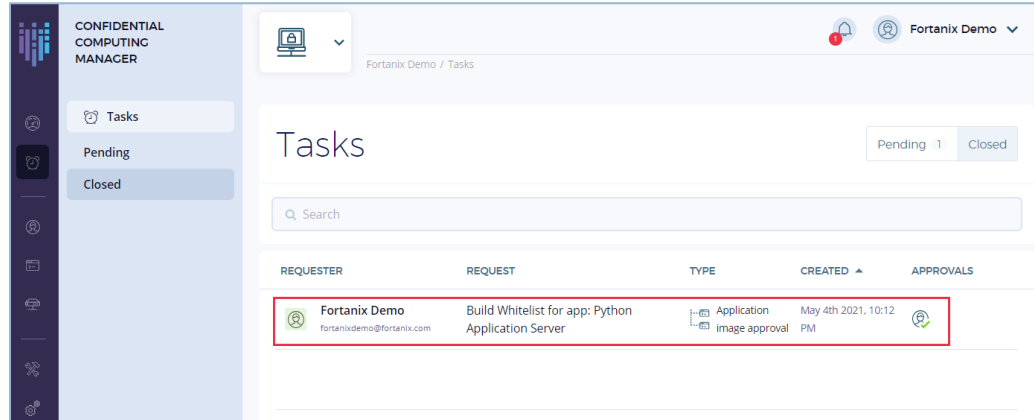 CONFIDENTIAL
COMPUTING
MANAGER
Tasks
Pending
Closed
1
Fortanix Demo
Fortanix Demo / Tasks
Tasks
Pending 1 Closed
Search
REQUESTER REQUEST TYPE CREATED APPROVALS
Fortanix Demo Build Whitelist for app: Python Application May 4th 2021, 10:12
fortanixdemo@fortanix.com Application Server image approval PM